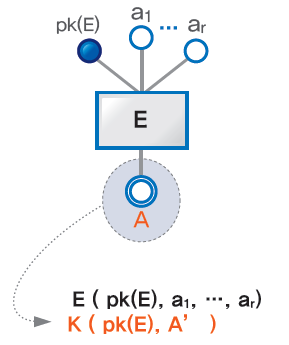 pk(E) a₁ ··· aᵣ
E
A
E ( pk(E), a₁, ···, aᵣ)
K ( pk(E), A’ )